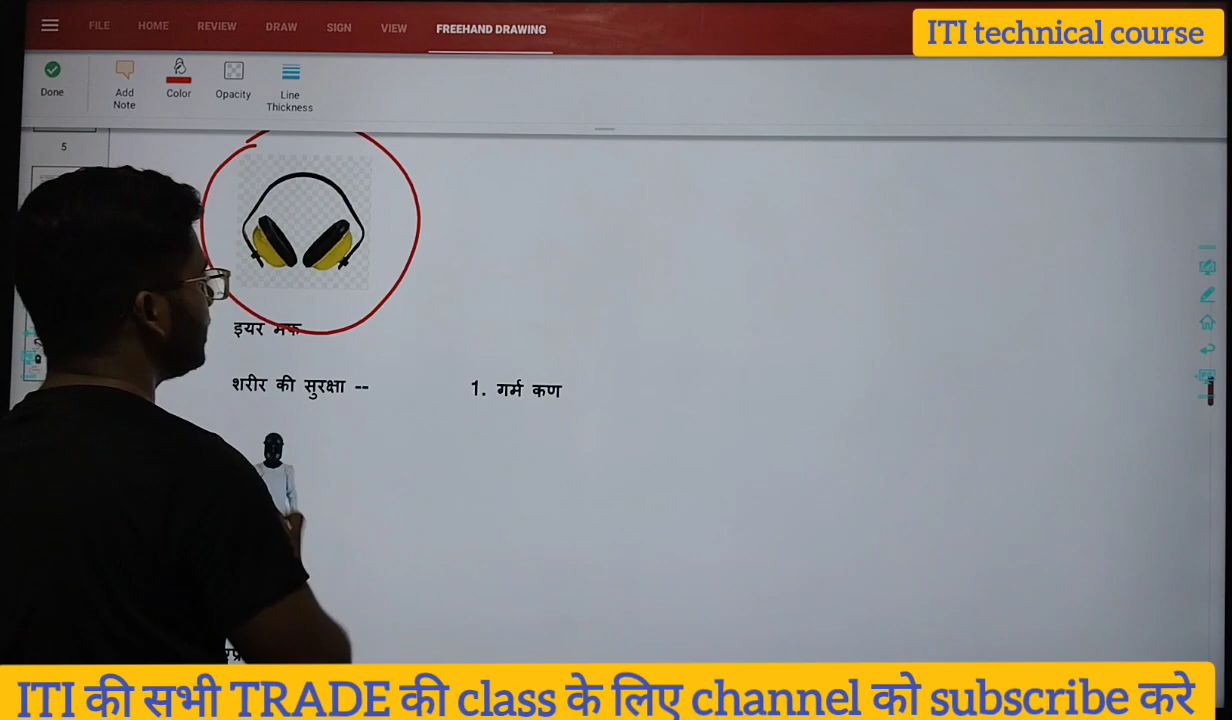 FILE HOME REVIEW DRAW SIGN VIEW FREEHAND DRAWING
ITI technical course
Done
Add Note
Color
Opacity
Line Thickness
5
इयर मफ
शरीर की सुरक्षा -- 1. गर्म कण
ITI की सभी TRADE की class के लिए channel को subscribe करे